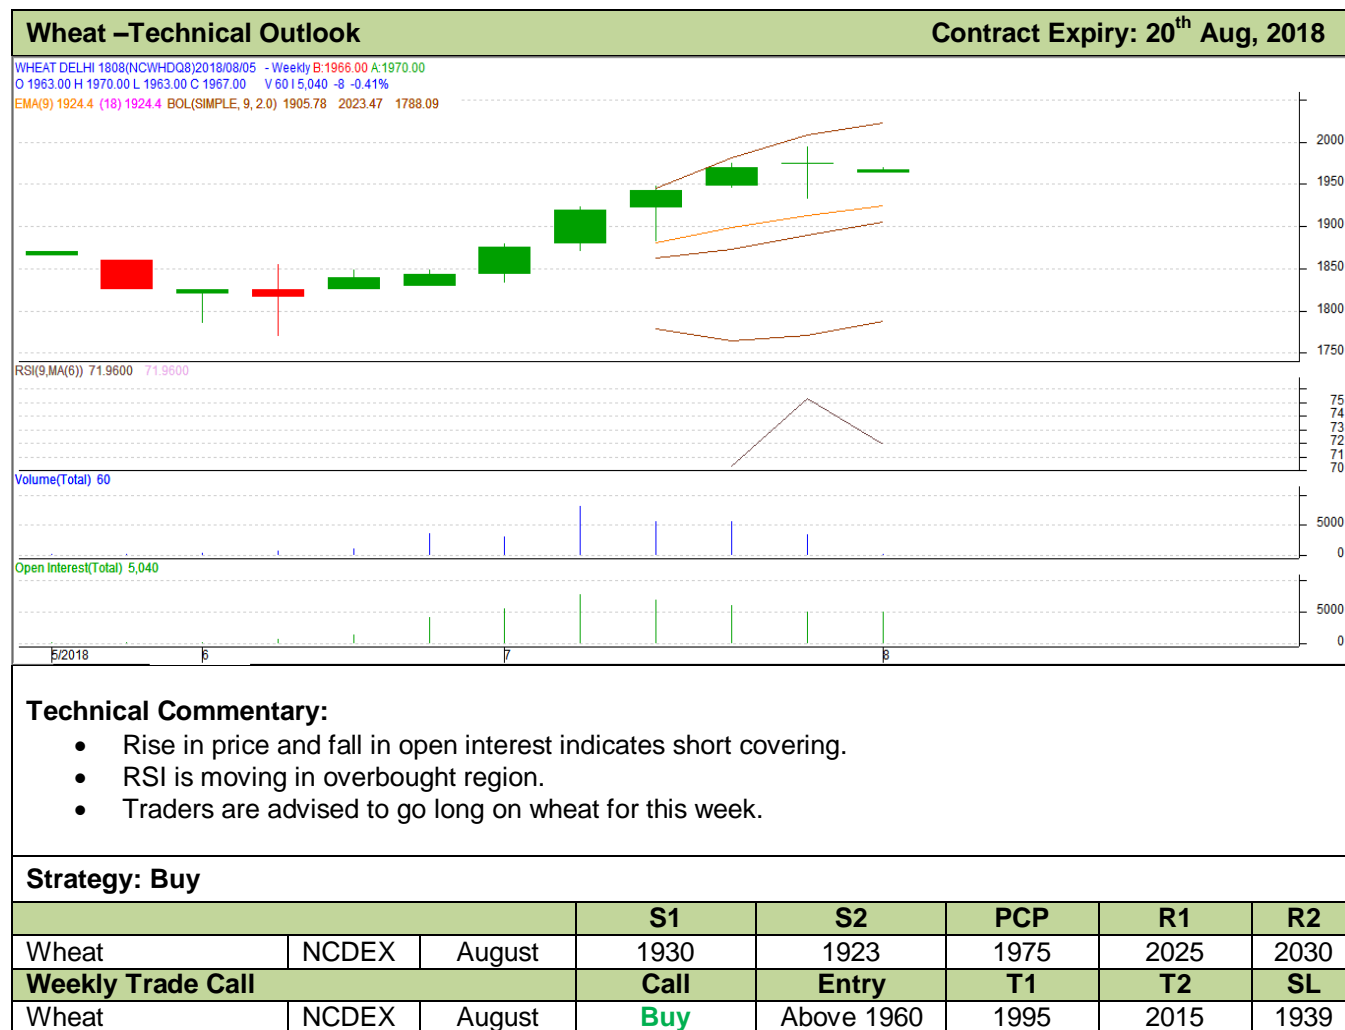 Wheat –Technical Outlook Contract Expiry: 20th Aug, 2018
WHEAT DELHI 1808(NCWHDQ8)2018/08/05 - Weekly B:1966.00 A:1970.00
O 1963.00 H 1970.00 L 1963.00 C 1967.00 V 60 I 5,040 -8 -0.41%
EMA(9) 1924.4 (18) 1924.4 BOL(SIMPLE, 9, 2.0) 1905.78 2023.47 1788.09
2000
1950
1900
1850
1800
1750
RSI(9,MA(6)) 71.9600 71.9600
75
74
73
72
71
70
Volume(Total) 60
5000
0
Open Interest(Total) 5,040
5000
0
5/2018 6 7 8
Technical Commentary:
• Rise in price and fall in open interest indicates short covering.
• RSI is moving in overbought region.
• Traders are advised to go long on wheat for this week.
Strategy: Buy
S1 S2 PCP R1 R2
Wheat NCDEX August 1930 1923 1975 2025 2030
Weekly Trade Call Call Entry T1 T2 SL
Wheat NCDEX August Buy Above 1960 1995 2015 1939